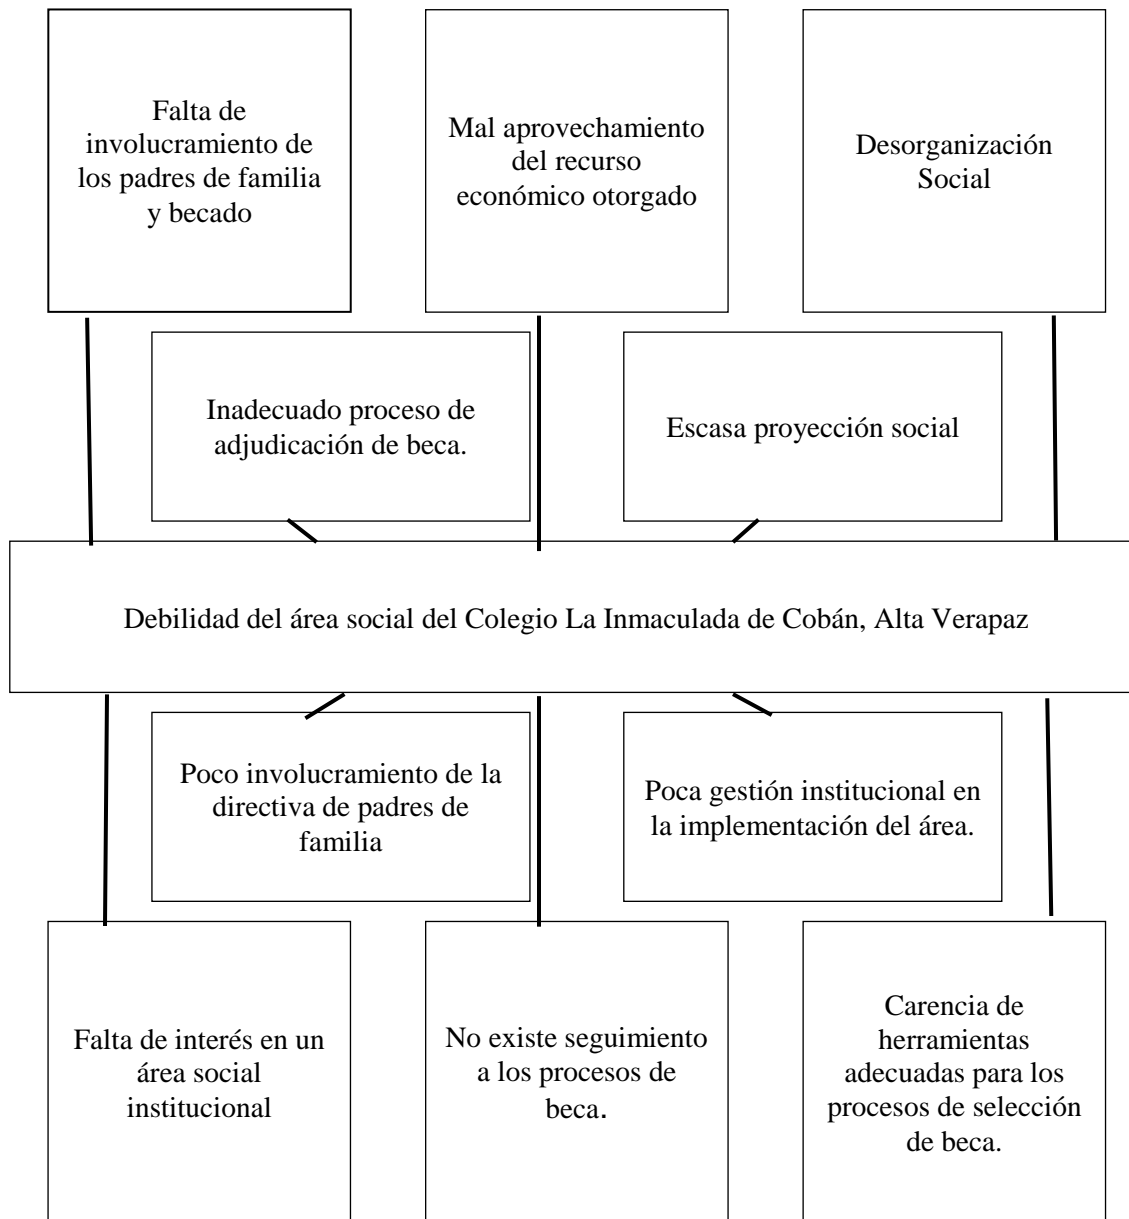 Falta de
involucramiento de
los padres de familia
y becado
Mal aprovechamiento
del recurso
económico otorgado
Desorganización
Social
Inadecuado proceso de
adjudicación de beca.
Escasa proyección social
Debilidad del área social del Colegio La Inmaculada de Cobán, Alta Verapaz
Poco involucramiento de la
directiva de padres de
familia
Poca gestión institucional en
la implementación del área.
Falta de interés en un
área social
institucional
No existe seguimiento
a los procesos de
beca.
Carencia de
herramientas
adecuadas para los
procesos de selección
de beca.